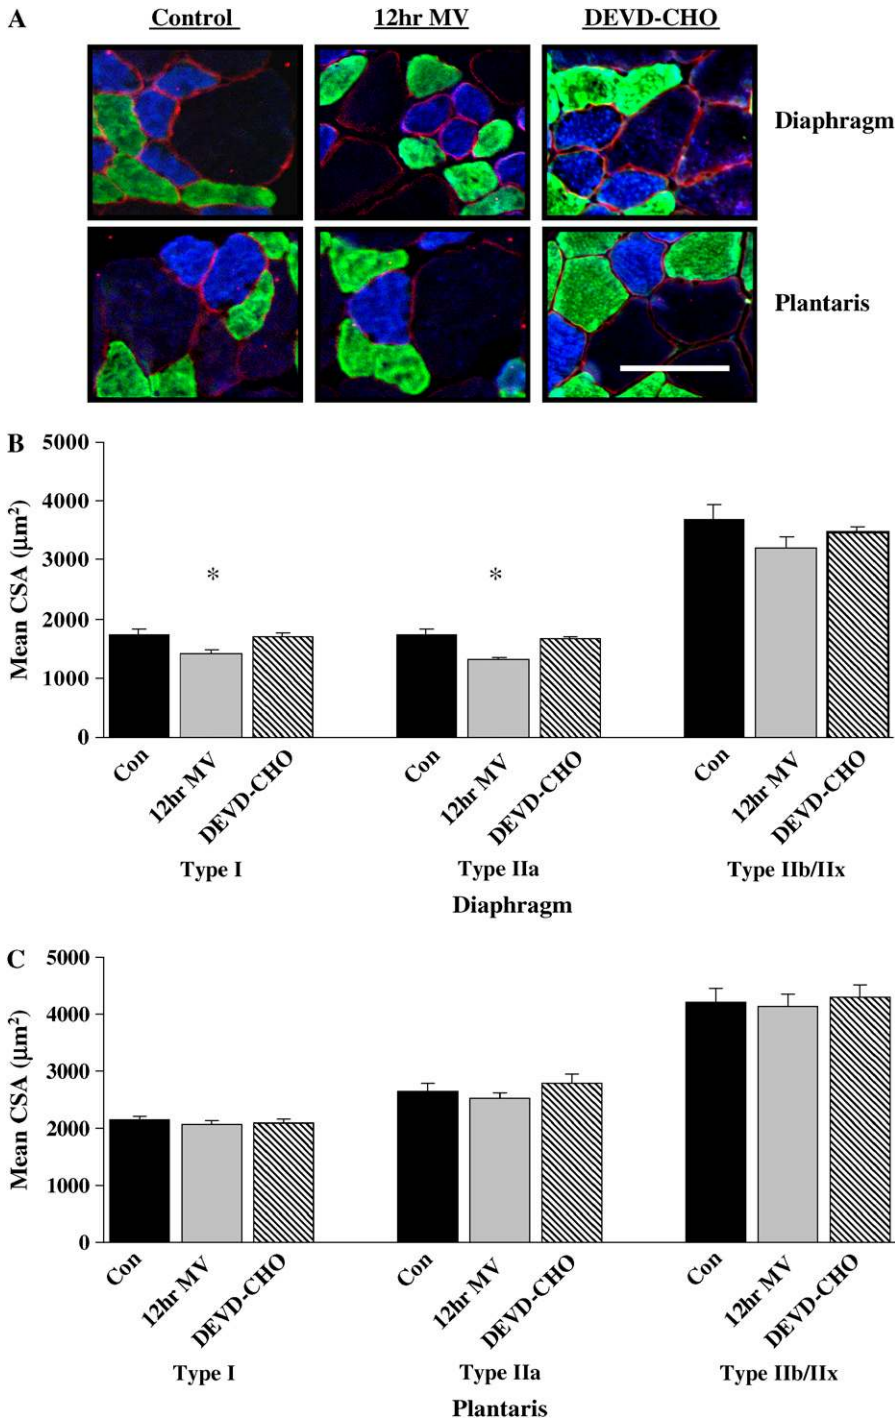 A
Control 12hr MV DEVD-CHO
Diaphragm
Plantaris
B
Mean CSA (μm²)
5000
4000
3000
2000
1000
0
* *
Con 12hr MV DEVD-CHO Con 12hr MV DEVD-CHO Con 12hr MV DEVD-CHO
Type I Type IIa Type IIb/IIx
Diaphragm
C
Mean CSA (μm²)
5000
4000
3000
2000
1000
0
Con 12hr MV DEVD-CHO Con 12hr MV DEVD-CHO Con 12hr MV DEVD-CHO
Type I Type IIa Type IIb/IIx
Plantaris